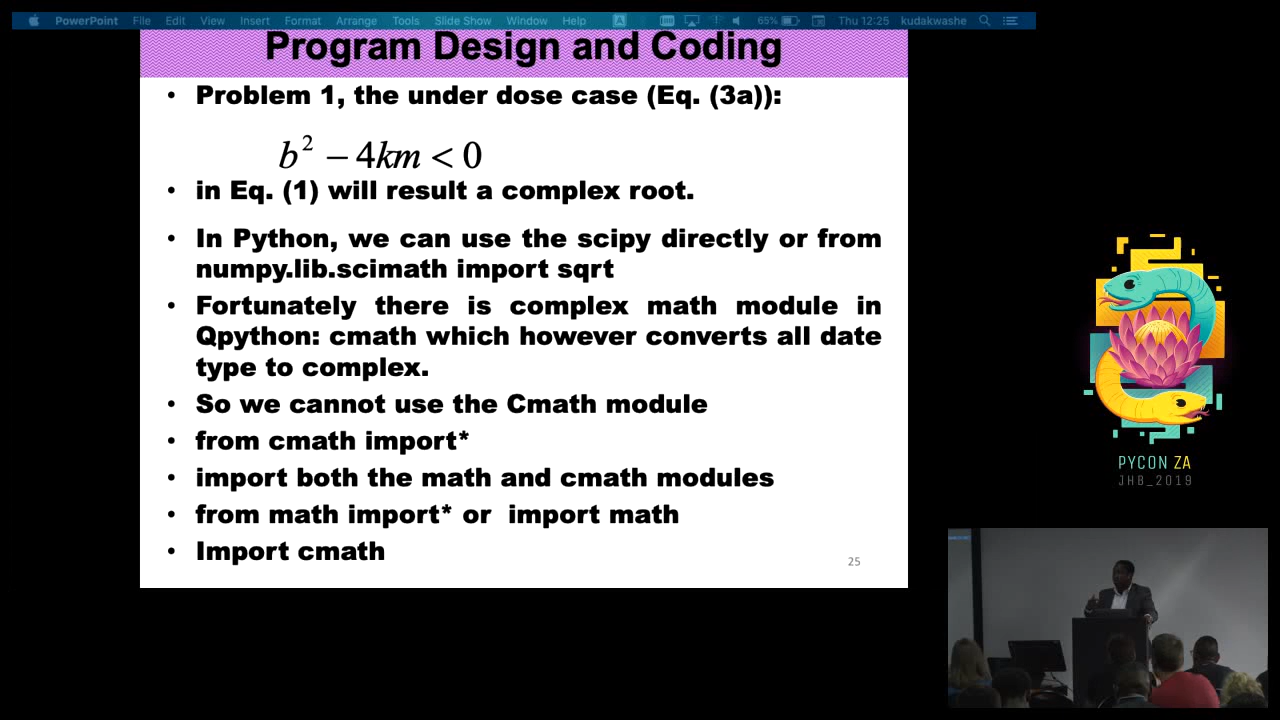 PowerPoint File Edit View Insert Format Arrange Tools Slide Show Window Help A 65% Thu 12:25 kudakwashe
Program Design and Coding
• Problem 1, the under dose case (Eq. (3a)):
b² − 4km < 0
• in Eq. (1) will result a complex root.
• In Python, we can use the scipy directly or from
numpy.lib.scimath import sqrt
• Fortunately there is complex math module in
Qpython: cmath which however converts all date
type to complex.
• So we cannot use the Cmath module
• from cmath import*
• import both the math and cmath modules
• from math import* or import math
• Import cmath
25
PYCON ZA
JHB_2019